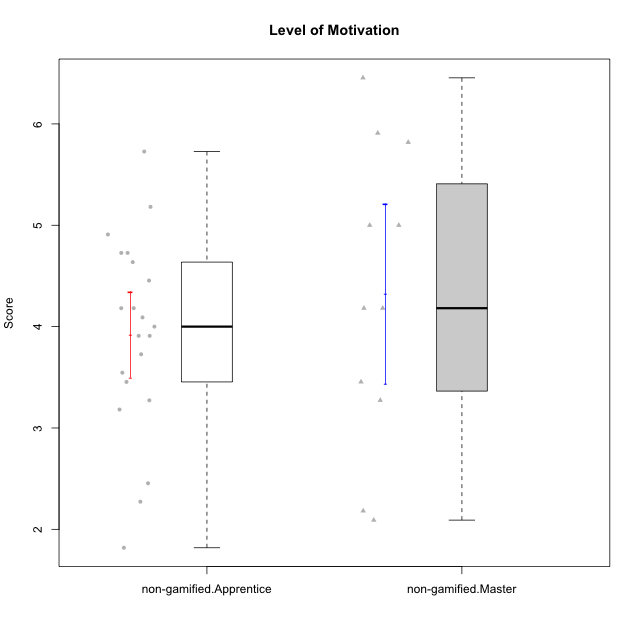 Level of Motivation
Score
6
5
4
3
2
non-gamified.Apprentice
non-gamified.Master